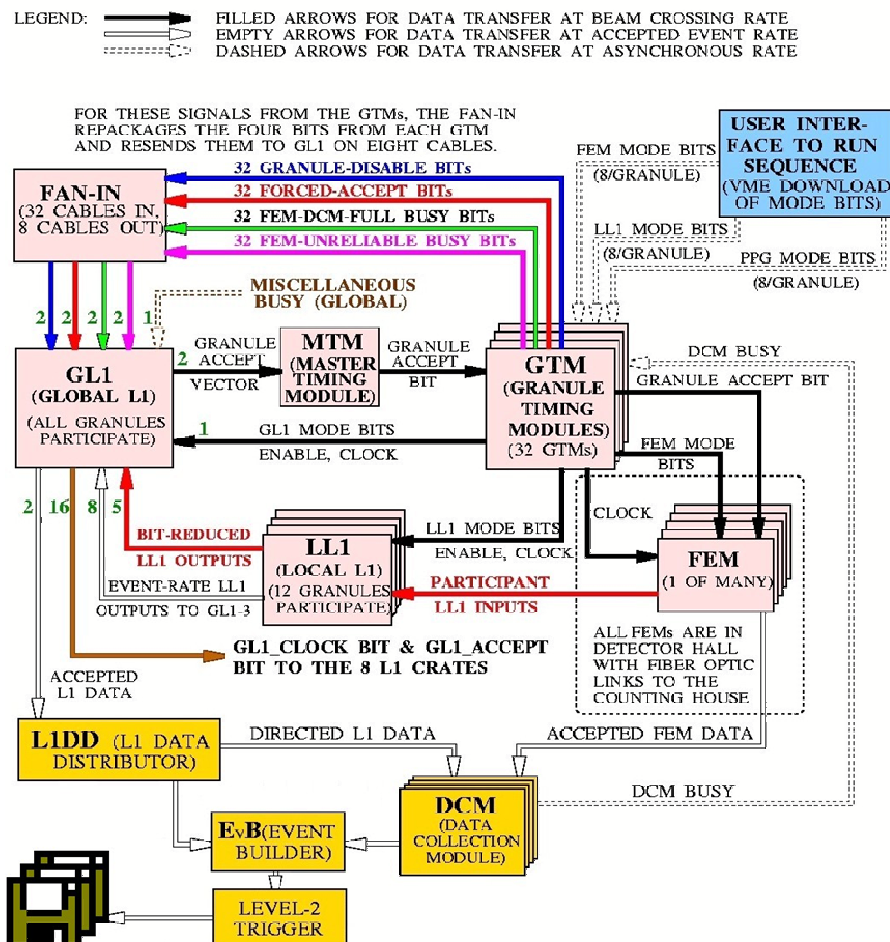 LEGEND:
FILLED ARROWS FOR DATA TRANSFER AT BEAM CROSSING RATE
EMPTY ARROWS FOR DATA TRANSFER AT ACCEPTED EVENT RATE
DASHED ARROWS FOR DATA TRANSFER AT ASYNCHRONOUS RATE
FOR THESE SIGNALS FROM THE GTMs, THE FAN-IN
REPACKAGES THE FOUR BITS FROM EACH GTM
AND RESENDS THEM TO GL1 ON EIGHT CABLES.
FAN-IN
(32 CABLES IN,
8 CABLES OUT)
32 GRANULE-DISABLE BITs
32 FORCED-ACCEPT BITs
32 FEM-DCM-FULL BUSY BITs
32 FEM-UNRELIABLE BUSY BITs
USER INTER-
FACE TO RUN
SEQUENCE
(VME DOWNLOAD
OF MODE BITS)
FEM MODE BITS
(8/GRANULE)
LL1 MODE BITS
(8/GRANULE)
PPG MODE BITS
(8/GRANULE)
MISCELLANEOUS
BUSY (GLOBAL)
2
2
2
2
1
GL1
(GLOBAL L1)
(ALL GRANULES
PARTICIPATE)
2
GRANULE
ACCEPT
VECTOR
MTM
(MASTER
TIMING
MODULE)
GRANULE
ACCEPT
BIT
GTM
(GRANULE
TIMING
MODULES)
(32 GTMs)
DCM BUSY
GRANULE ACCEPT BIT
FEM MODE
BITS
1
GL1 MODE BITS
ENABLE, CLOCK
CLOCK
2
16
8
5
BIT-REDUCED
LL1 OUTPUTS
EVENT-RATE LL1
OUTPUTS TO GL1-3
LL1
(LOCAL L1)
(12 GRANULES
PARTICIPATE)
LL1 MODE BITS
ENABLE, CLOCK
PARTICIPANT
LL1 INPUTS
FEM
(1 OF MANY)
ALL FEMs ARE IN
DETECTOR HALL
WITH FIBER OPTIC
LINKS TO THE
COUNTING HOUSE
GL1_CLOCK BIT & GL1_ACCEPT
BIT TO THE 8 L1 CRATES
ACCEPTED
L1 DATA
L1DD (L1 DATA
DISTRIBUTOR)
DIRECTED L1 DATA
ACCEPTED FEM DATA
DCM BUSY
DCM
(DATA
COLLECTION
MODULE)
EvB(EVENT
BUILDER)
LEVEL-2
TRIGGER